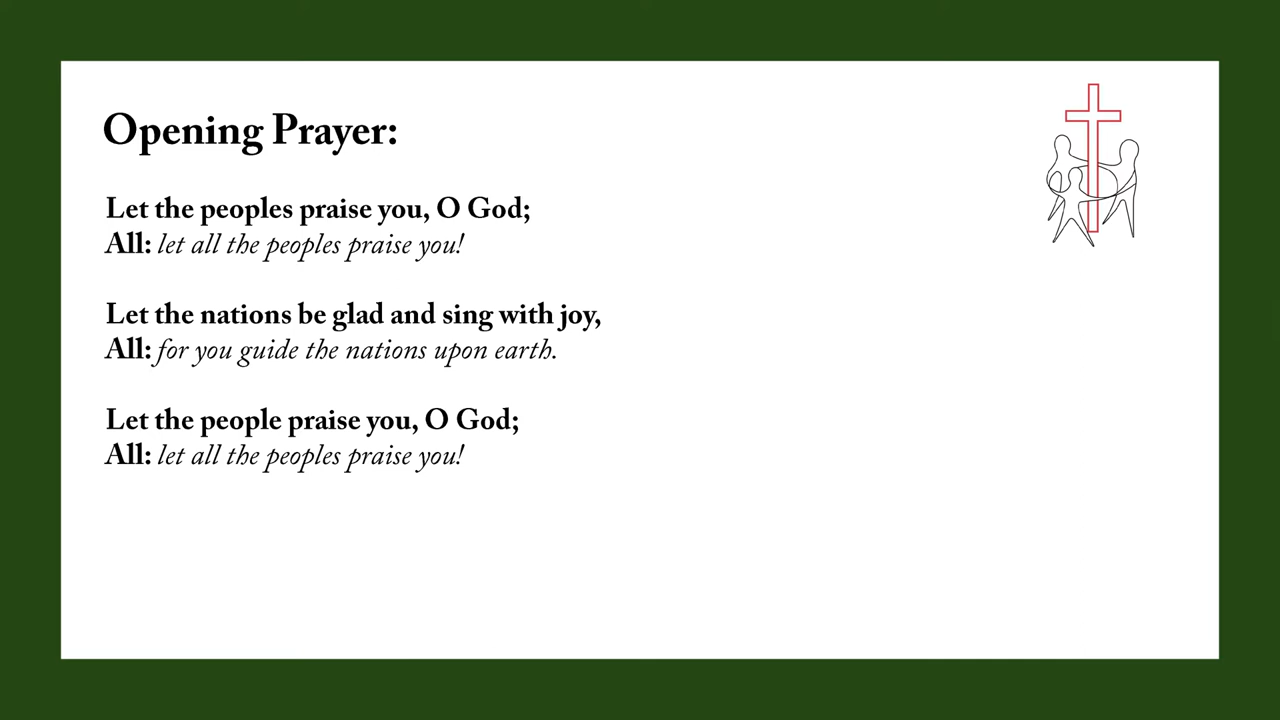 Opening Prayer:
Let the peoples praise you, O God;
All: let all the peoples praise you!
Let the nations be glad and sing with joy,
All: for you guide the nations upon earth.
Let the people praise you, O God;
All: let all the peoples praise you!